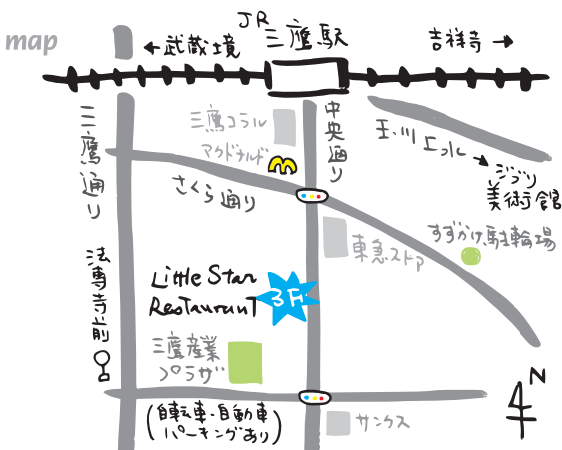 map
JR
三鷹駅
←武蔵境
吉祥寺→
三鷹通り
三鷹コラル
マクドナルド
中央通り
玉川上水
ジブリ
美術館
さくら通り
すずかけ駐輪場
東急ストア
法専寺前
Little Star
Restaurant
3F
三鷹産業
プラザ
(自転車・自動車
パーキングあり)
サンクス
N